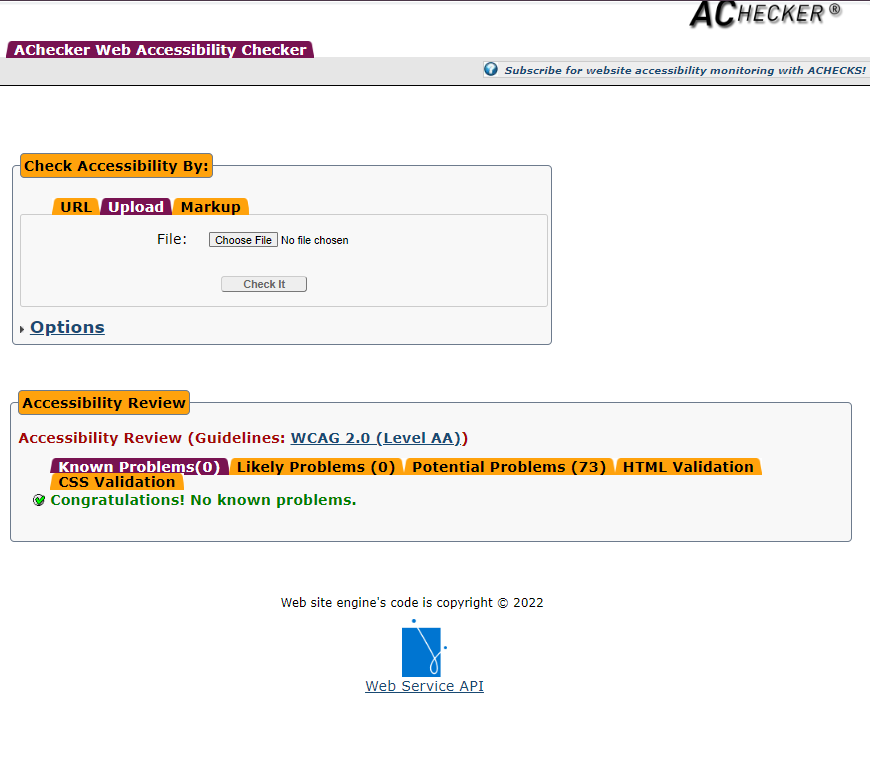 ACHECKER ®
AChecker Web Accessibility Checker
Subscribe for website accessibility monitoring with ACHECKS!
Check Accessibility By:
URL Upload Markup
File: Choose File No file chosen
Check It
Options
Accessibility Review
Accessibility Review (Guidelines: WCAG 2.0 (Level AA))
Known Problems(0) Likely Problems (0) Potential Problems (73) HTML Validation
CSS Validation
Congratulations! No known problems.
Web site engine's code is copyright © 2022
Web Service API